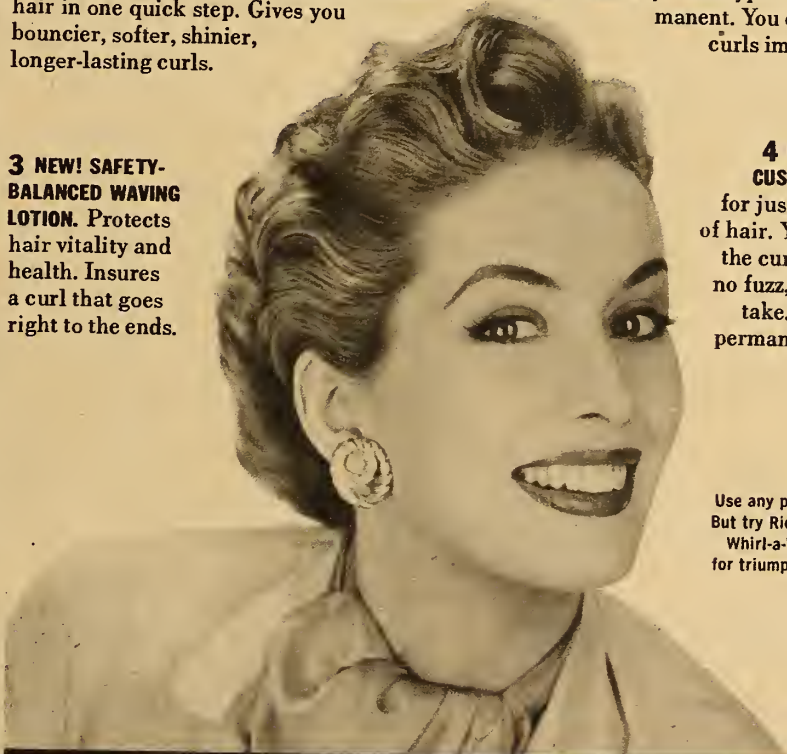 hair in one quick step. Gives you
bouncier, softer, shinier,
longer-lasting curls.
3 NEW! SAFETY-
BALANCED WAVING
LOTION. Protects
hair vitality and
health. Insures
a curl that goes
right to the ends.
manent. You
curls im
4
CUS
for jus
of hair. Y
the cur
no fuzz,
take.
perman
Use any p
But try Ric
Whirl-a-
for triump